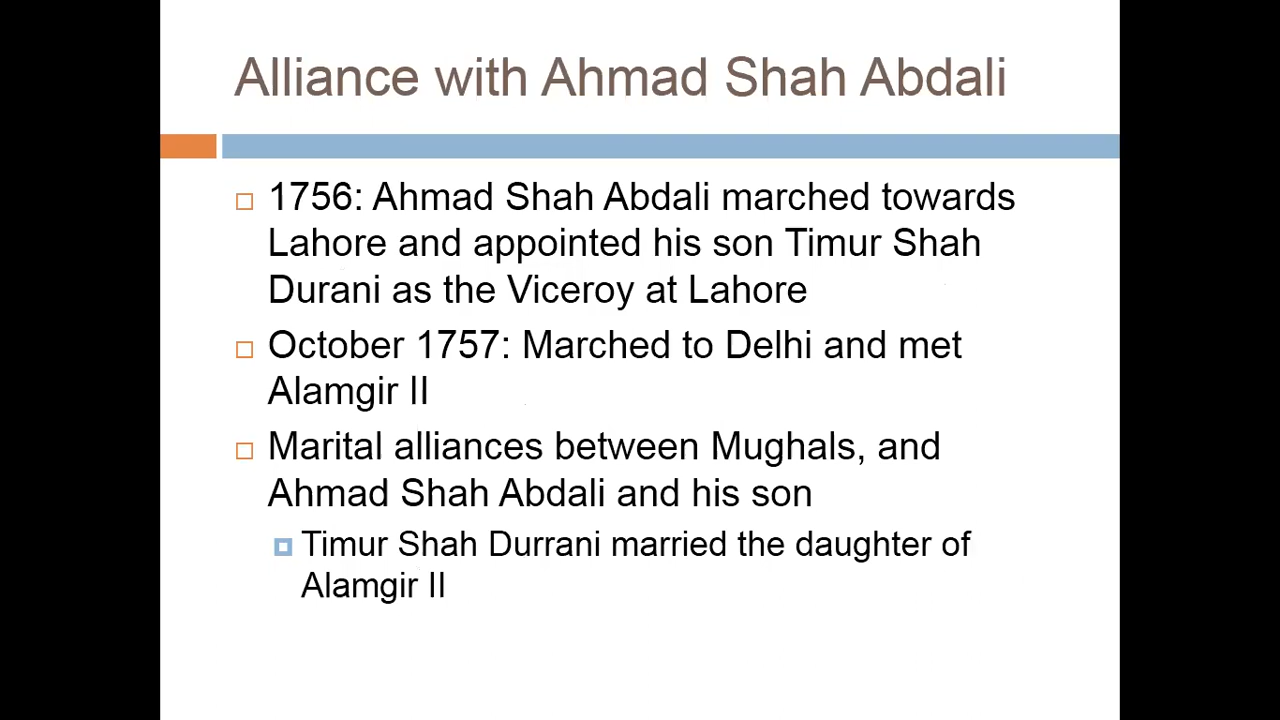 Alliance with Ahmad Shah Abdali
1756: Ahmad Shah Abdali marched towards
Lahore and appointed his son Timur Shah
Durani as the Viceroy at Lahore
October 1757: Marched to Delhi and met
Alamgir II
Marital alliances between Mughals, and
Ahmad Shah Abdali and his son
Timur Shah Durrani married the daughter of
Alamgir II